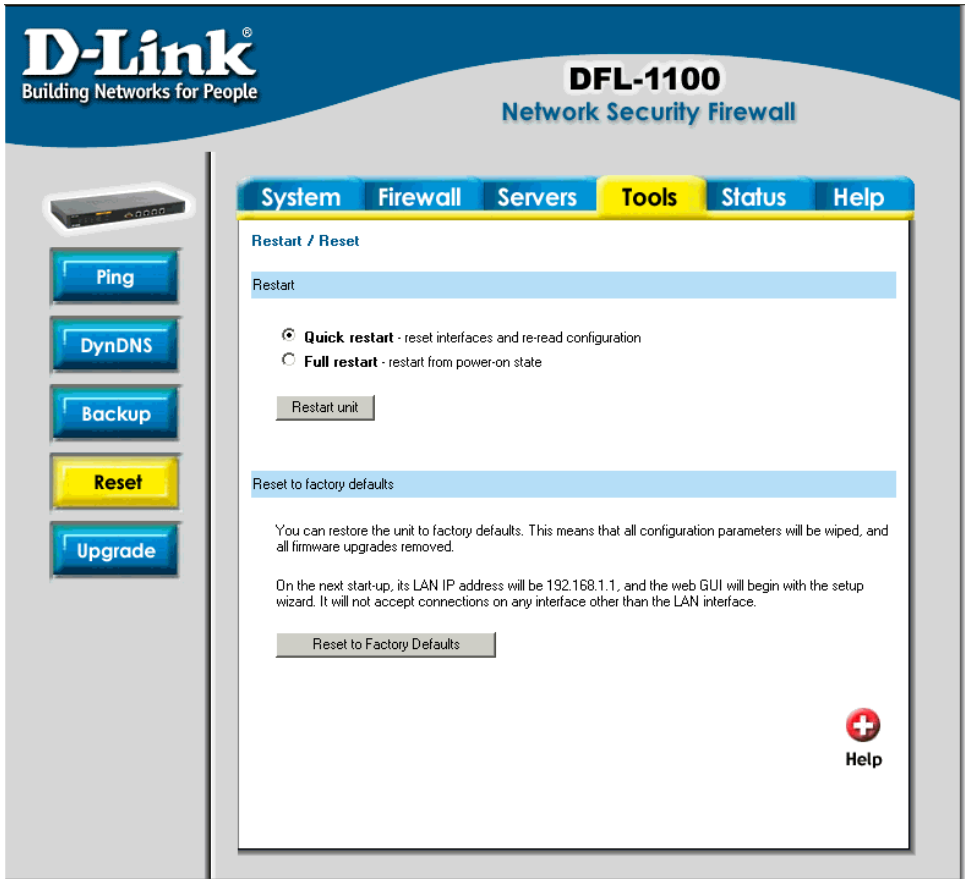 D-Link®
Building Networks for People
DFL-1100
Network Security Firewall
System Firewall Servers Tools Status Help
Ping
DynDNS
Backup
Reset
Upgrade
Restart / Reset
Restart
Quick restart - reset interfaces and re-read configuration
Full restart - restart from power-on state
Restart unit
Reset to factory defaults
You can restore the unit to factory defaults. This means that all configuration parameters will be wiped, and
all firmware upgrades removed.
On the next start-up, its LAN IP address will be 192.168.1.1, and the web GUI will begin with the setup
wizard. It will not accept connections on any interface other than the LAN interface.
Reset to Factory Defaults
Help